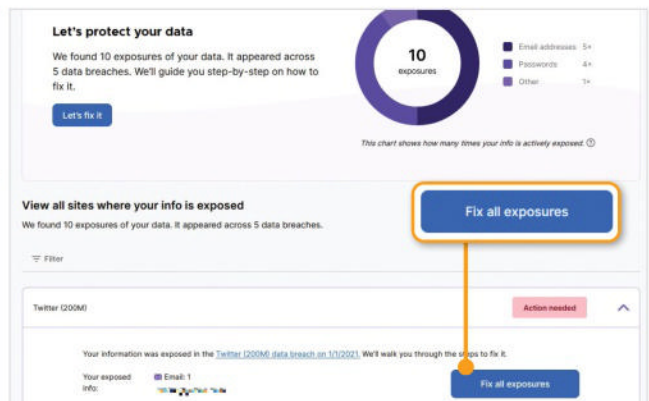 Let's protect your data
We found 10 exposures of your data. It appeared across
5 data breaches. We'll guide you step-by-step on how to
fix it.
Let's fix it
10
exposures
Email addresses 5×
Passwords 4×
Other 1×
This chart shows how many times your info is actively exposed.
View all sites where your info is exposed
We found 10 exposures of your data. It appeared across 5 data breaches.
Fix all exposures
Filter
Twitter (200M)
Action needed
Your information was exposed in the Twitter (200M) data breach on 1/1/2021. We'll walk you through the steps to fix it.
Your exposed
info:
Email: 1
Fix all exposures